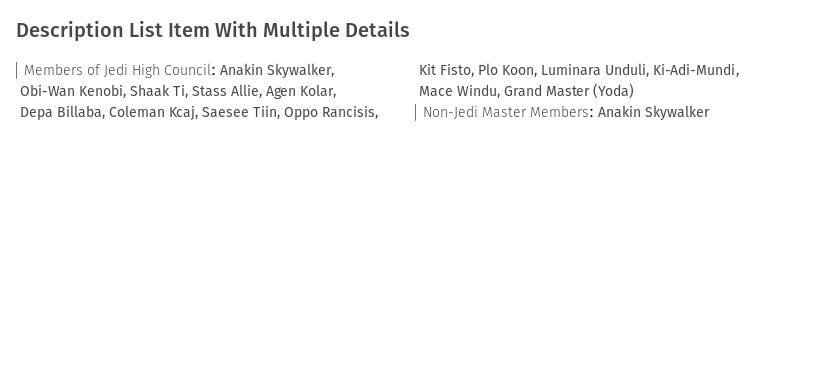 Description List Item With Multiple Details
Members of Jedi High Council: Anakin Skywalker,
Obi-Wan Kenobi, Shaak Ti, Stass Allie, Agen Kolar,
Depa Billaba, Coleman Kcaj, Saesee Tiin, Oppo Rancisis,
Kit Fisto, Plo Koon, Luminara Unduli, Ki-Adi-Mundi,
Mace Windu, Grand Master (Yoda)
Non-Jedi Master Members: Anakin Skywalker